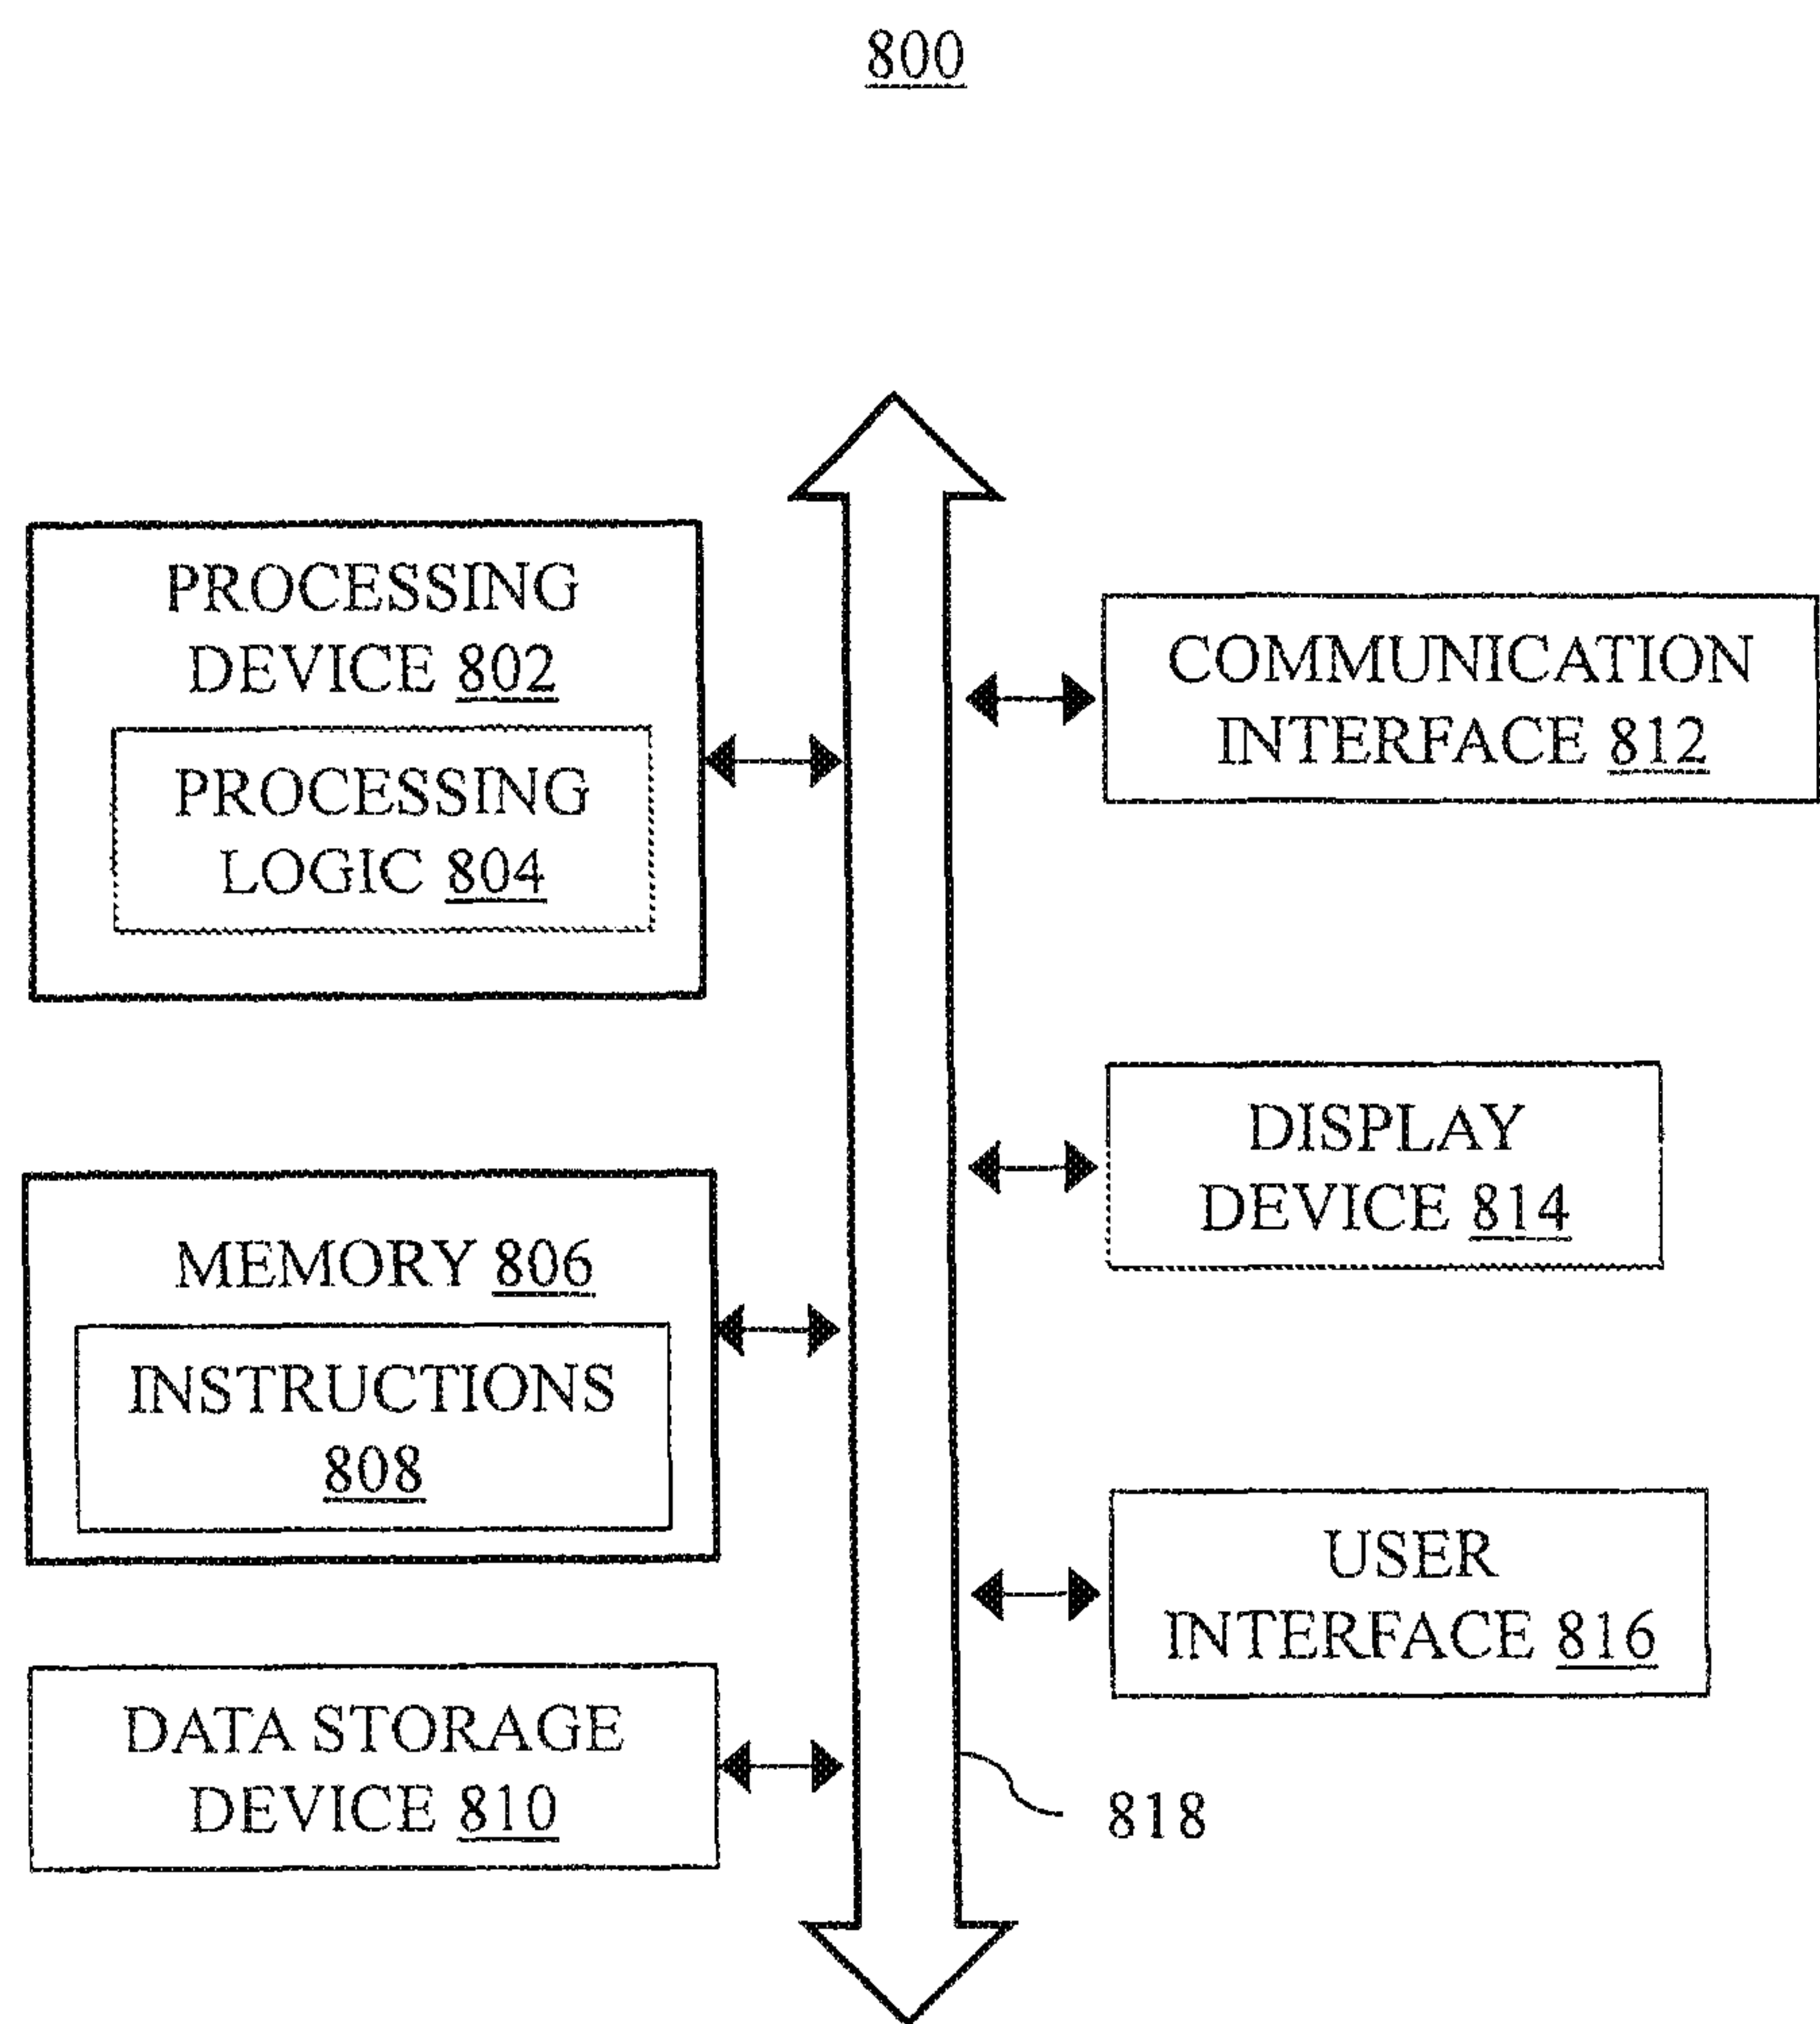 800
PROCESSING
DEVICE 802
PROCESSING
LOGIC 804
COMMUNICATION
INTERFACE 812
DISPLAY
DEVICE 814
MEMORY 806
INSTRUCTIONS
808
USER
INTERFACE 816
DATA STORAGE
DEVICE 810
818